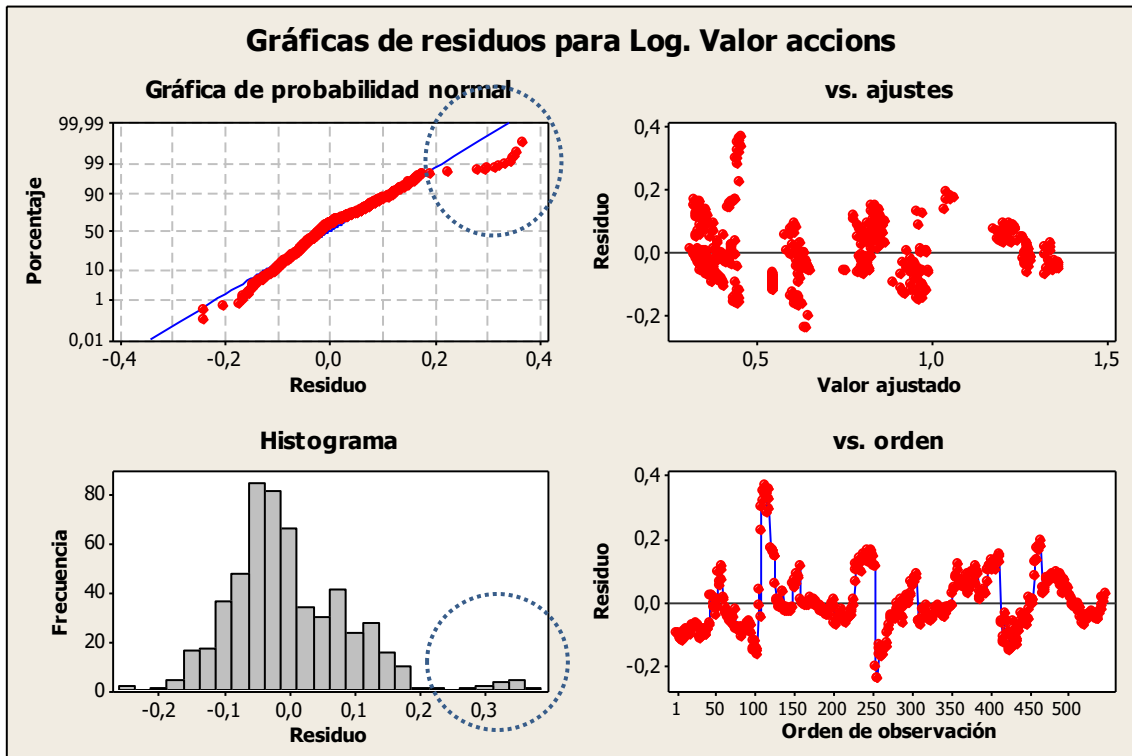 Gráficas de residuos para Log. Valor accions
Gráfica de probabilidad normal
99,99
99
90
50
10
1
0,01
Porcentaje
-0,4
-0,2
0,0
0,2
0,4
Residuo
vs. ajustes
0,4
0,2
0,0
-0,2
Residuo
0,5
1,0
1,5
Valor ajustado
Histograma
80
60
40
20
0
Frecuencia
-0,2
-0,1
0,0
0,1
0,2
0,3
Residuo
vs. orden
0,4
0,2
0,0
-0,2
Residuo
1 50 100 150 200 250 300 350 400 450 500
Orden de observación